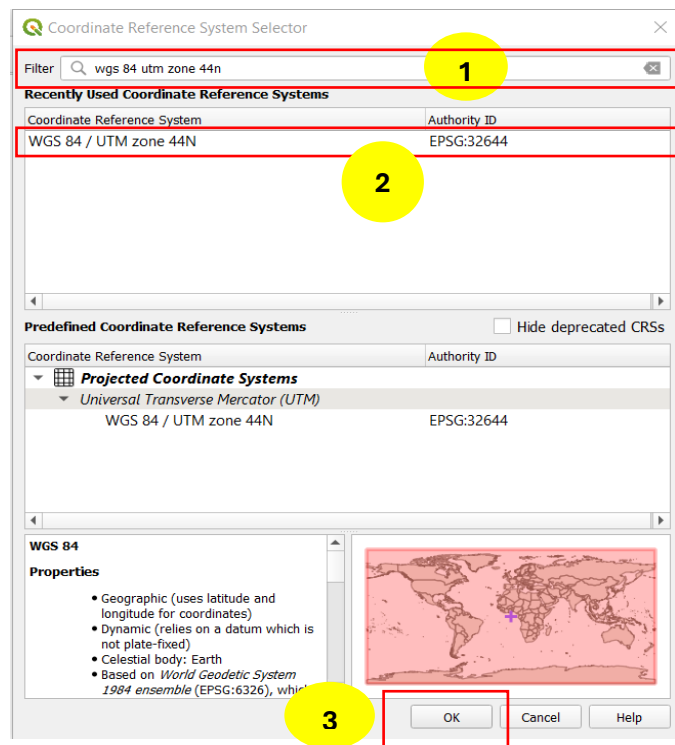 Coordinate Reference System Selector
Filter wgs 84 utm zone 44n
1
Recently Used Coordinate Reference Systems
Coordinate Reference System Authority ID
WGS 84 / UTM zone 44N EPSG:32644
2
Predefined Coordinate Reference Systems Hide deprecated CRSs
Coordinate Reference System Authority ID
Projected Coordinate Systems
Universal Transverse Mercator (UTM)
WGS 84 / UTM zone 44N EPSG:32644
WGS 84
Properties
• Geographic (uses latitude and
longitude for coordinates)
• Dynamic (relies on a datum which is
not plate-fixed)
• Celestial body: Earth
• Based on World Geodetic System
1984 ensemble (EPSG:6326),
3
OK Cancel Help